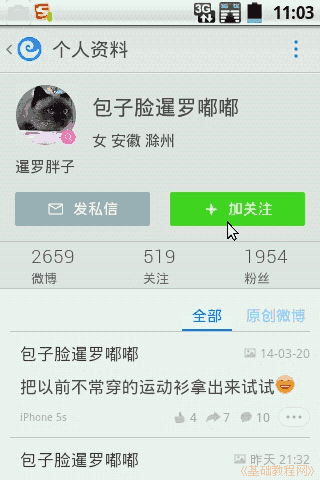 3G 11:03
个人资料
包子脸暹罗嘟嘟
女 安徽 滁州
暹罗胖子
发私信 加关注
2659 519 1954
微博 关注 粉丝
全部 原创微博
包子脸暹罗嘟嘟 14-03-20
把以前不常穿的运动衫拿出来试试
iPhone 5s 4 7 10
包子脸暹罗嘟嘟 昨天 21:32
《基础教程网》